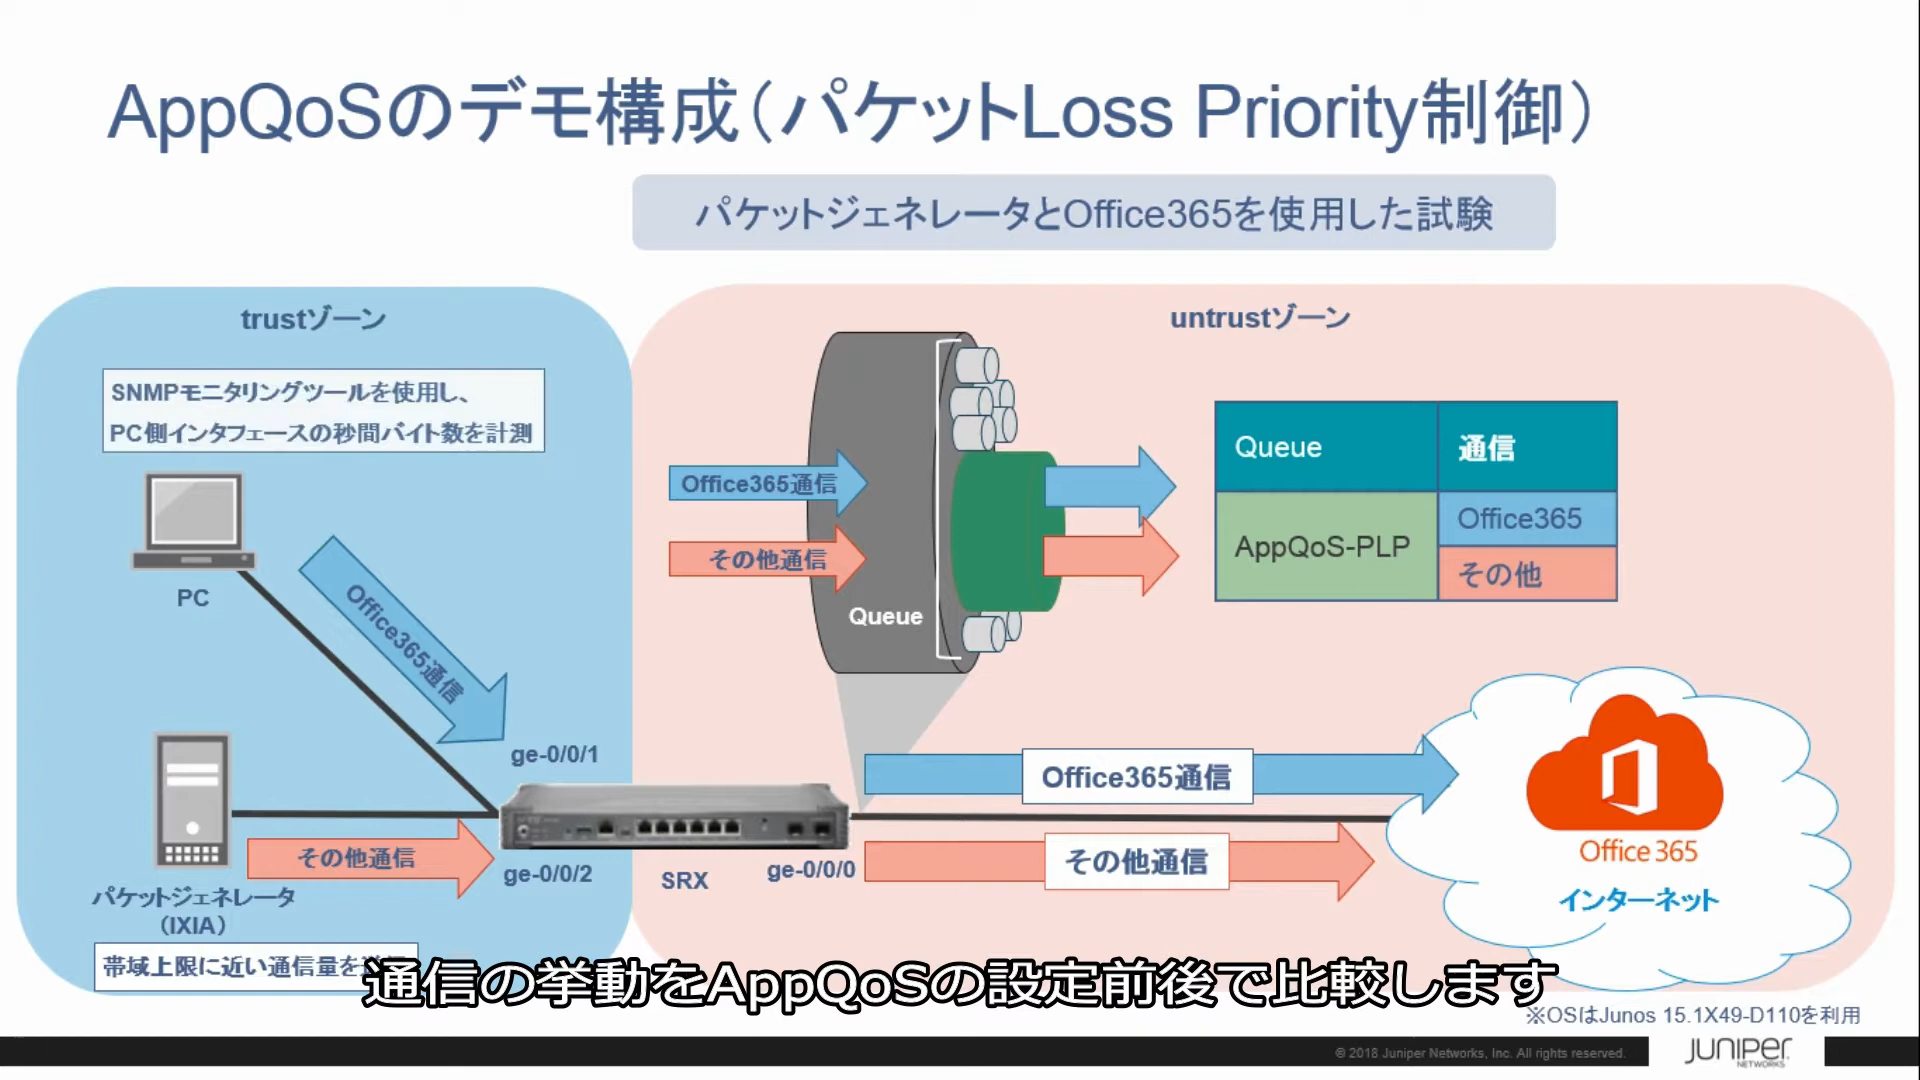 AppQoSのデモ構成（パケットLoss Priority制御）
パケットジェネレータとOffice365を使用した試験
trustゾーン
SNMPモニタリングツールを使用し、
PC側インタフェースの秒間バイト数を計測
PC
Office365通信
ge-0/0/1
その他通信
ge-0/0/2
SRX
ge-0/0/0
パケットジェネレータ
（IXIA）
帯域上限に近い通信量を
untrustゾーン
Office365通信
その他通信
Queue
Queue 通信
AppQoS-PLP
Office365
その他
Office365通信
その他通信
Office 365
インターネット
通信の挙動をAppQoSの設定前後で比較します
※OSはJunos 15.1X49-D110を利用
© 2018 Juniper Networks, Inc. All rights reserved.
JUNIPER
NETWORKS